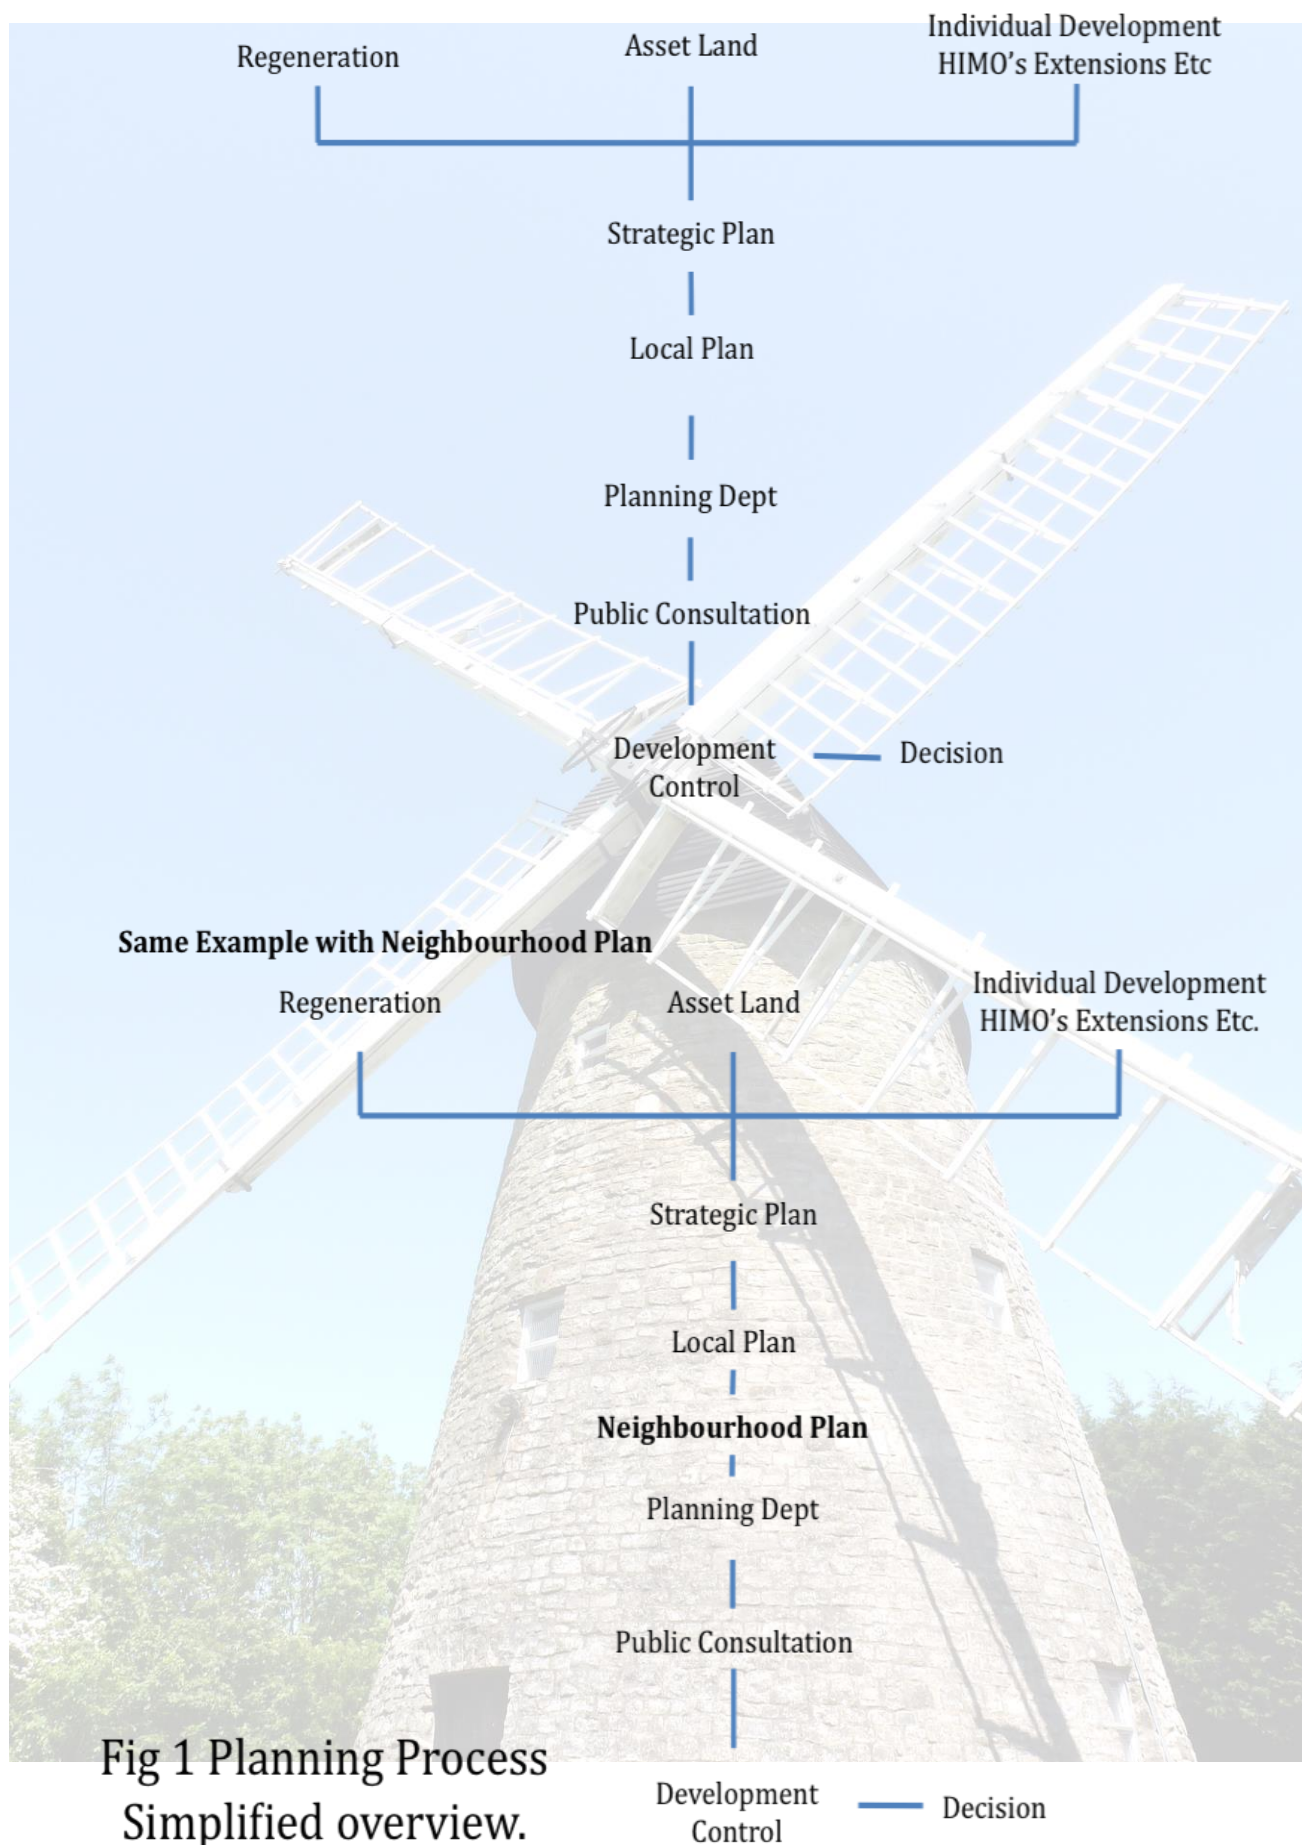 Regeneration
Asset Land
Individual Development
HIMO's Extensions Etc
Strategic Plan
Local Plan
Planning Dept
Public Consultation
Development
Control
Decision
Same Example with Neighbourhood Plan
Regeneration
Asset Land
Individual Development
HIMO's Extensions Etc.
Strategic Plan
Local Plan
Neighbourhood Plan
Planning Dept
Public Consultation
Development
Control
Decision
Fig 1 Planning Process
Simplified overview.